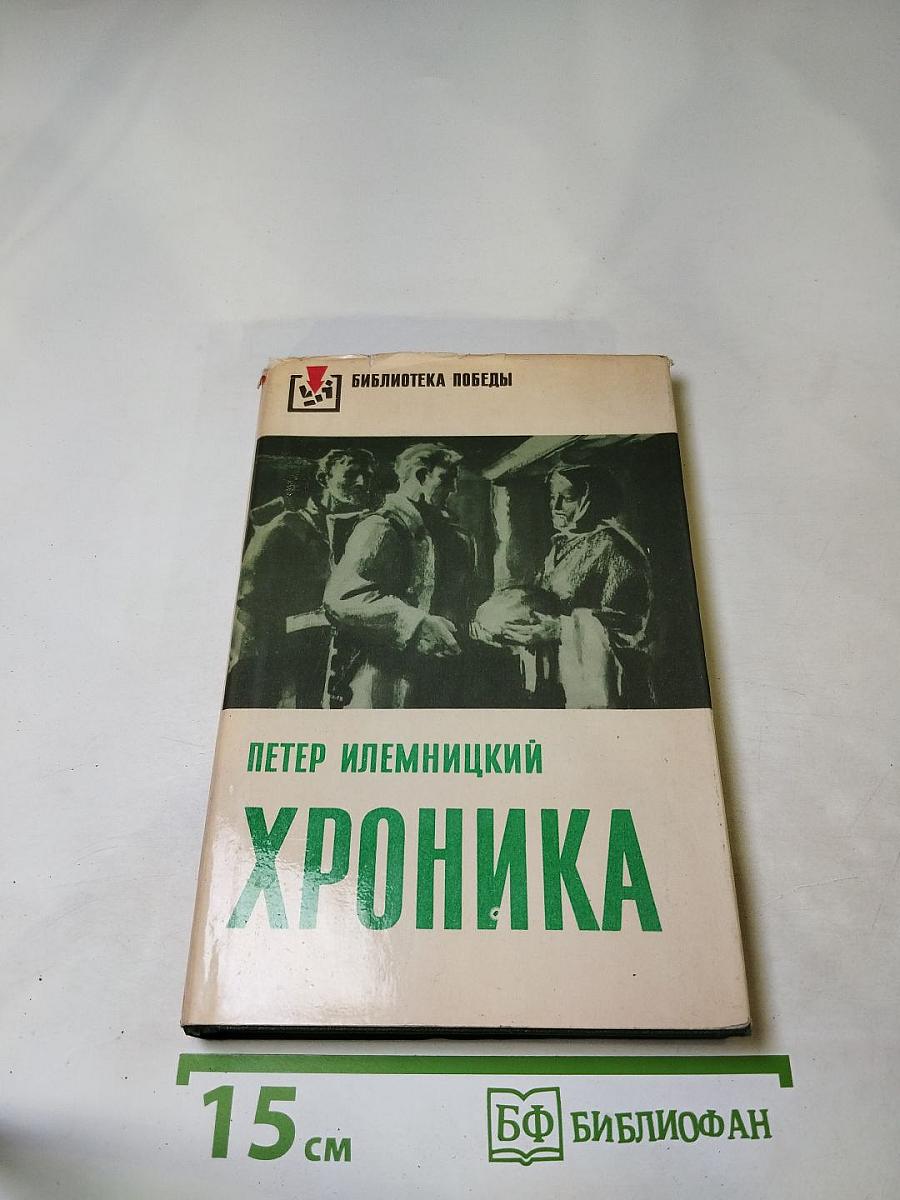 БИБЛИОТЕКА ПОБЕДЫ
ПЕТЕР ИЛЕМНИЦКИЙ
ХРОНИКА
15 см
БФ БИБЛИОФАН